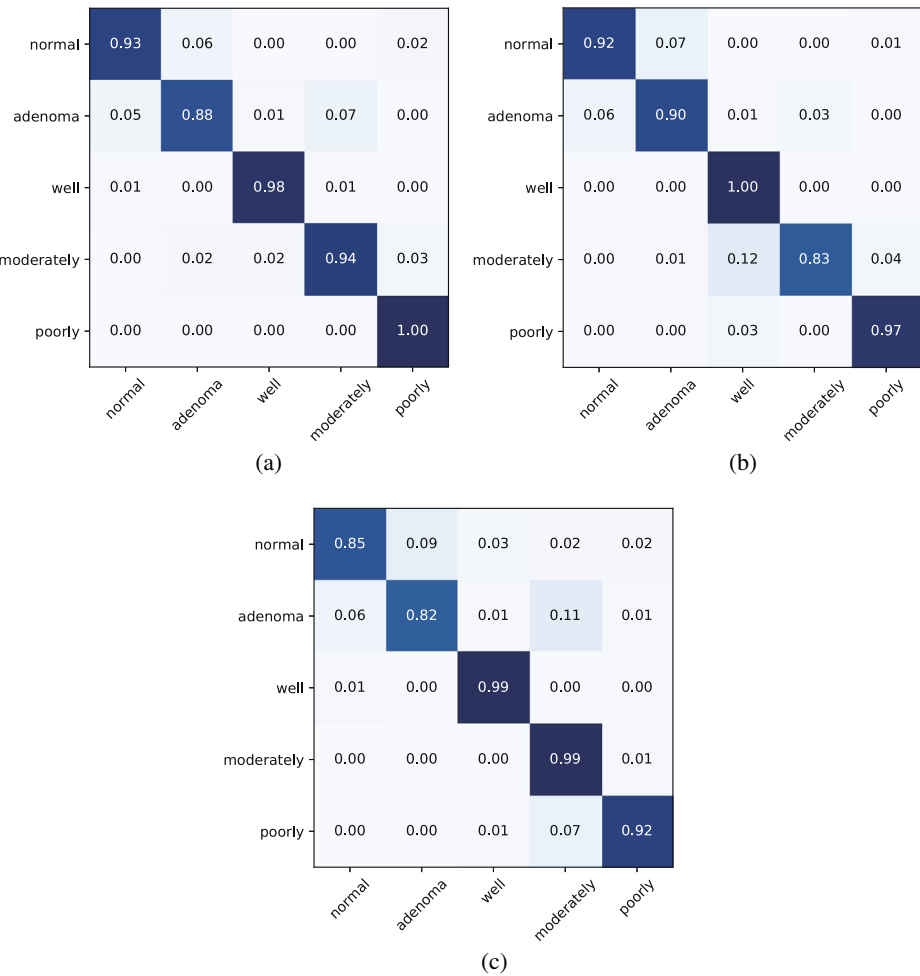 normal 0.93 0.06 0.00 0.00 0.02
adenoma 0.05 0.88 0.01 0.07 0.00
well 0.01 0.00 0.98 0.01 0.00
moderately 0.00 0.02 0.02 0.94 0.03
poorly 0.00 0.00 0.00 0.00 1.00
normal adenoma well moderately poorly
(a)
normal 0.92 0.07 0.00 0.00 0.01
adenoma 0.06 0.90 0.01 0.03 0.00
well 0.00 0.00 1.00 0.00 0.00
moderately 0.00 0.01 0.12 0.83 0.04
poorly 0.00 0.00 0.03 0.00 0.97
normal adenoma well moderately poorly
(b)
normal 0.85 0.09 0.03 0.02 0.02
adenoma 0.06 0.82 0.01 0.11 0.01
well 0.01 0.00 0.99 0.00 0.00
moderately 0.00 0.00 0.00 0.99 0.01
poorly 0.00 0.00 0.01 0.07 0.92
normal adenoma well moderately poorly
(c)